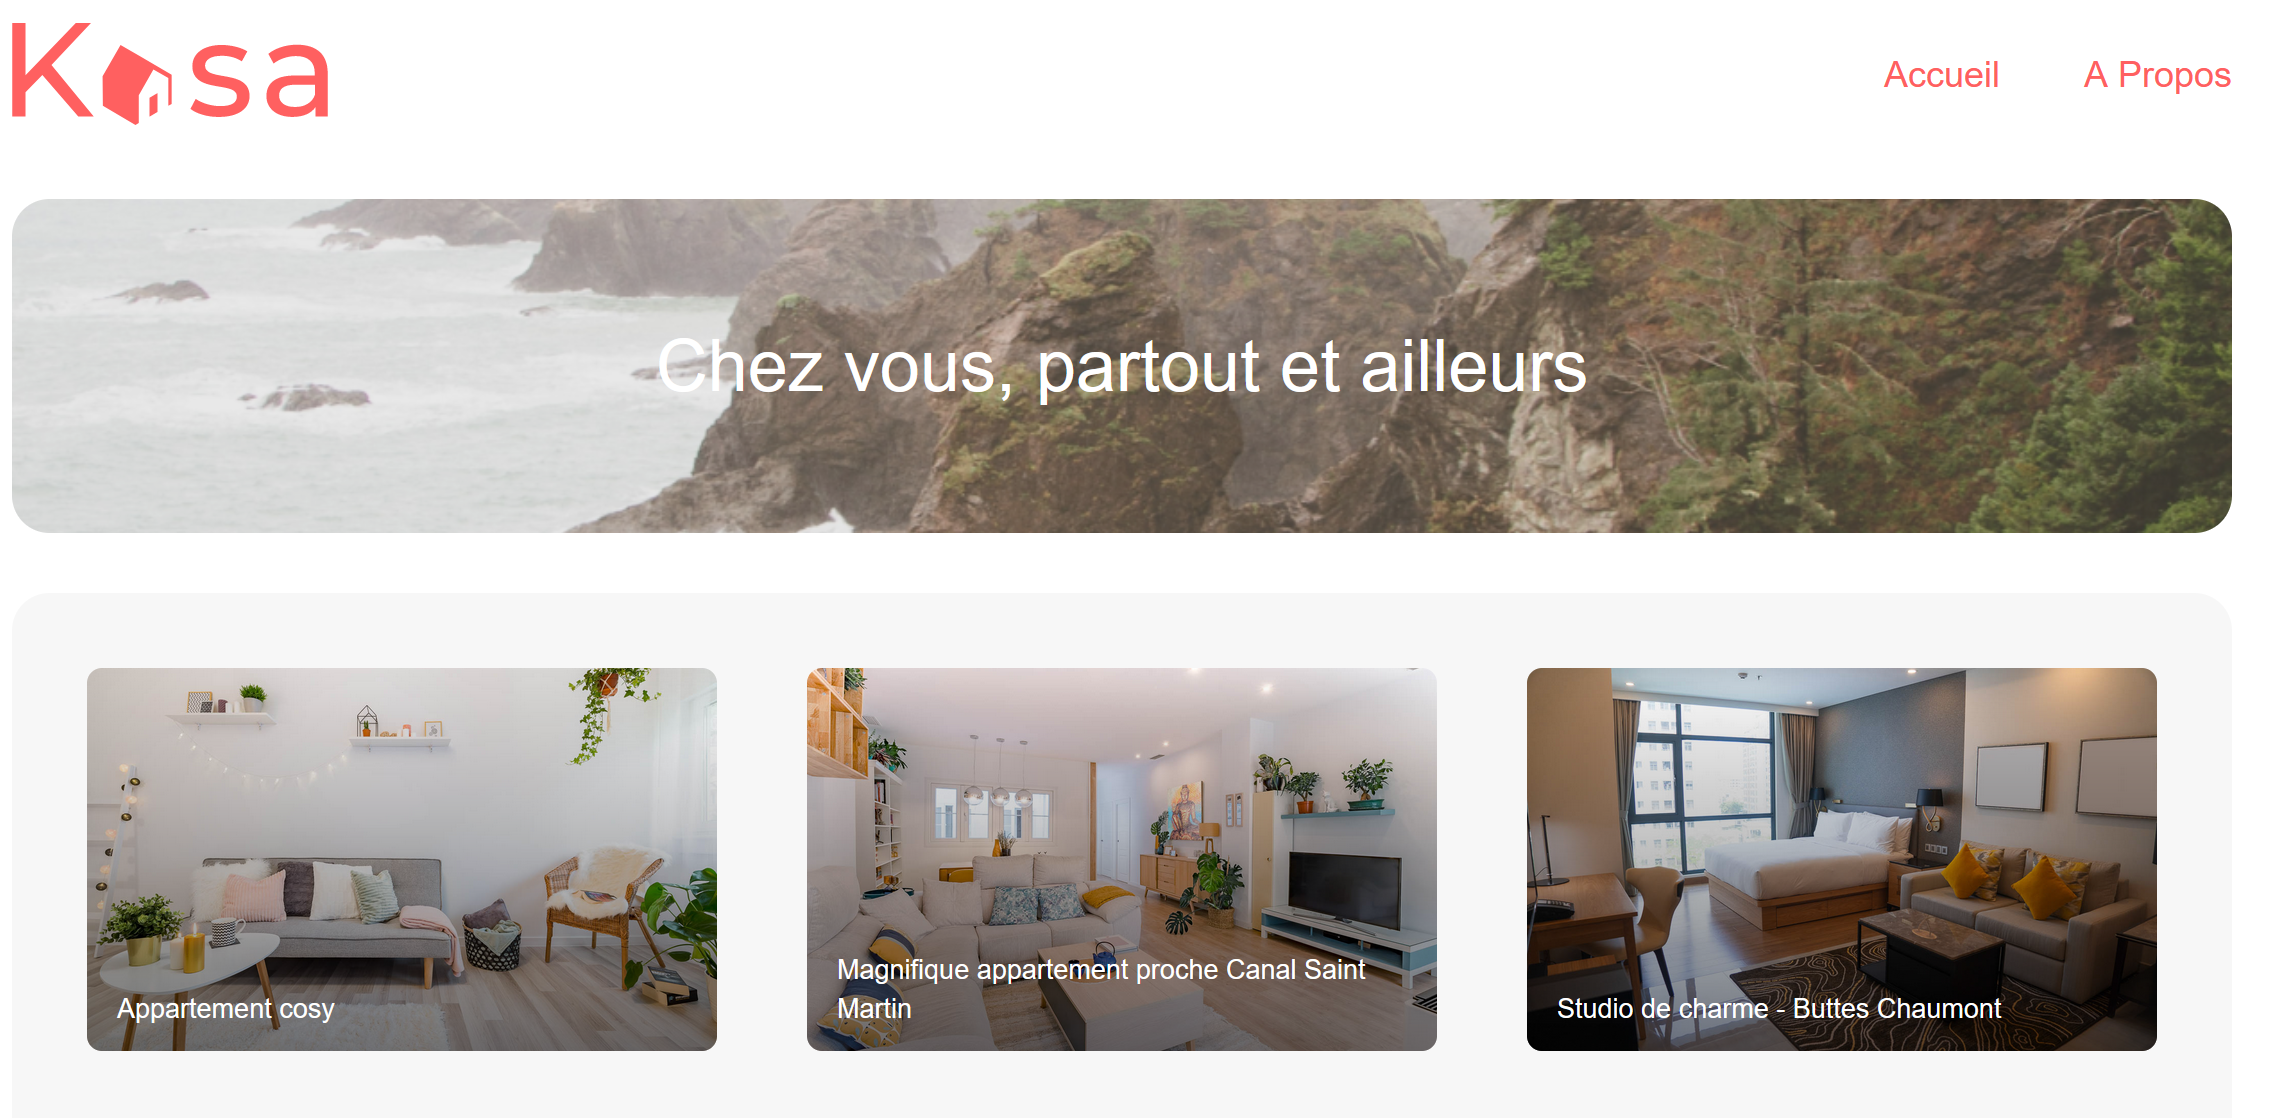 Kasa
Accueil
A Propos
Chez vous, partout et ailleurs
Appartement cosy
Magnifique appartement proche Canal Saint
Martin
Studio de charme - Buttes Chaumont